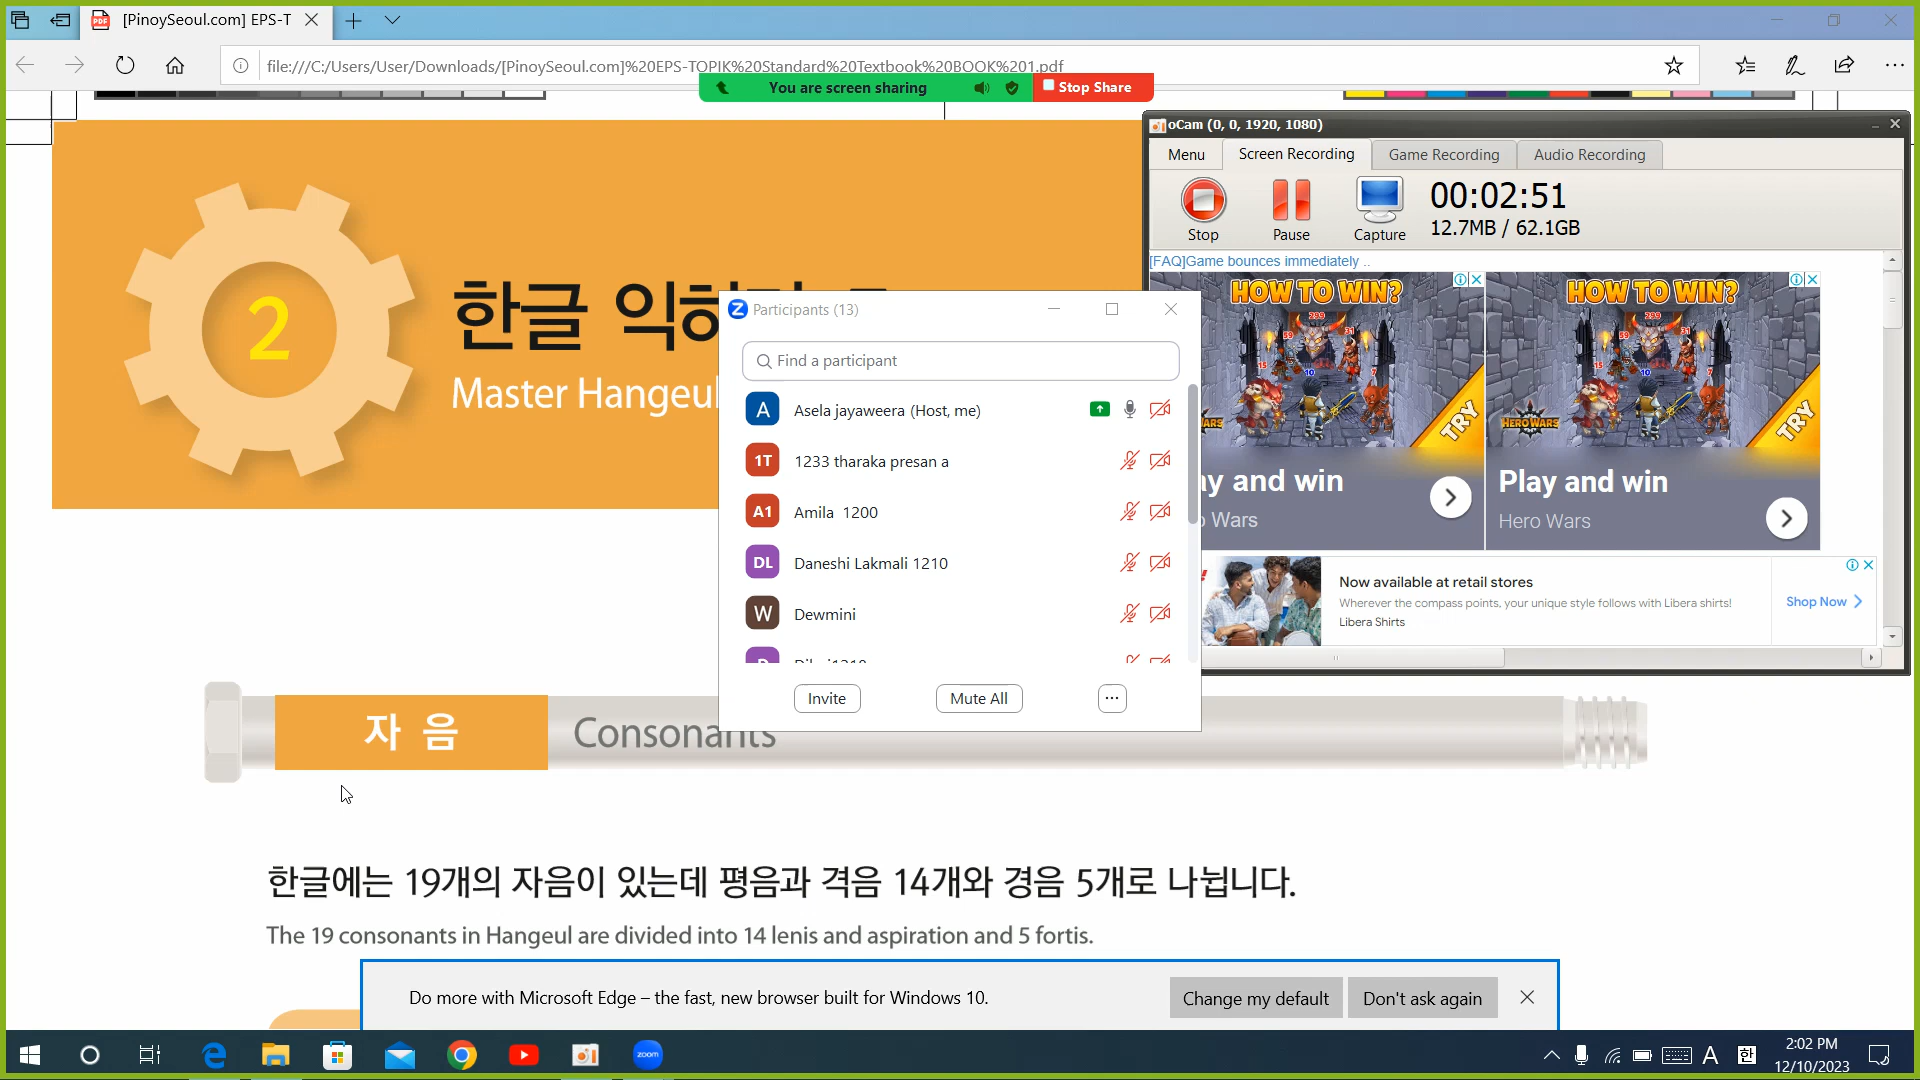 [PinoySeoul.com] EPS-T
file:///C:/Users/User/Downloads/[PinoySeoul.com]%20EPS-TOPIK%20Standard%20Textbook%20BOOK%201.pdf
You are screen sharing
Stop Share
oCam (0, 0, 1920, 1080)
Menu
Screen Recording
Game Recording
Audio Recording
Stop
Pause
Capture
00:02:51
12.7MB / 62.1GB
[FAQ]Game bounces immediately ..
HOW TO WIN?
HOW TO WIN?
TRY
TRY
HERO WARS
Play and win
Play and win
Hero Wars
Wars
Now available at retail stores
Wherever the compass points, your unique style follows with Libera shirts!
Libera Shirts
Shop Now
2
한글
Master Hangeul
Participants (13)
Find a participant
A
Asela jayaweera (Host, me)
1T
1233 tharaka presan a
A1
Amila 1200
DL
Daneshi Lakmali 1210
W
Dewmini
Invite
Mute All
...
자 음
Consonants
한글에는 19개의 자음이 있는데 평음과 격음 14개와 경음 5개로 나뉩니다.
The 19 consonants in Hangeul are divided into 14 lenis and aspiration and 5 fortis.
Do more with Microsoft Edge – the fast, new browser built for Windows 10.
Change my default
Don't ask again
zoom
A
한
2:02 PM
12/10/2023